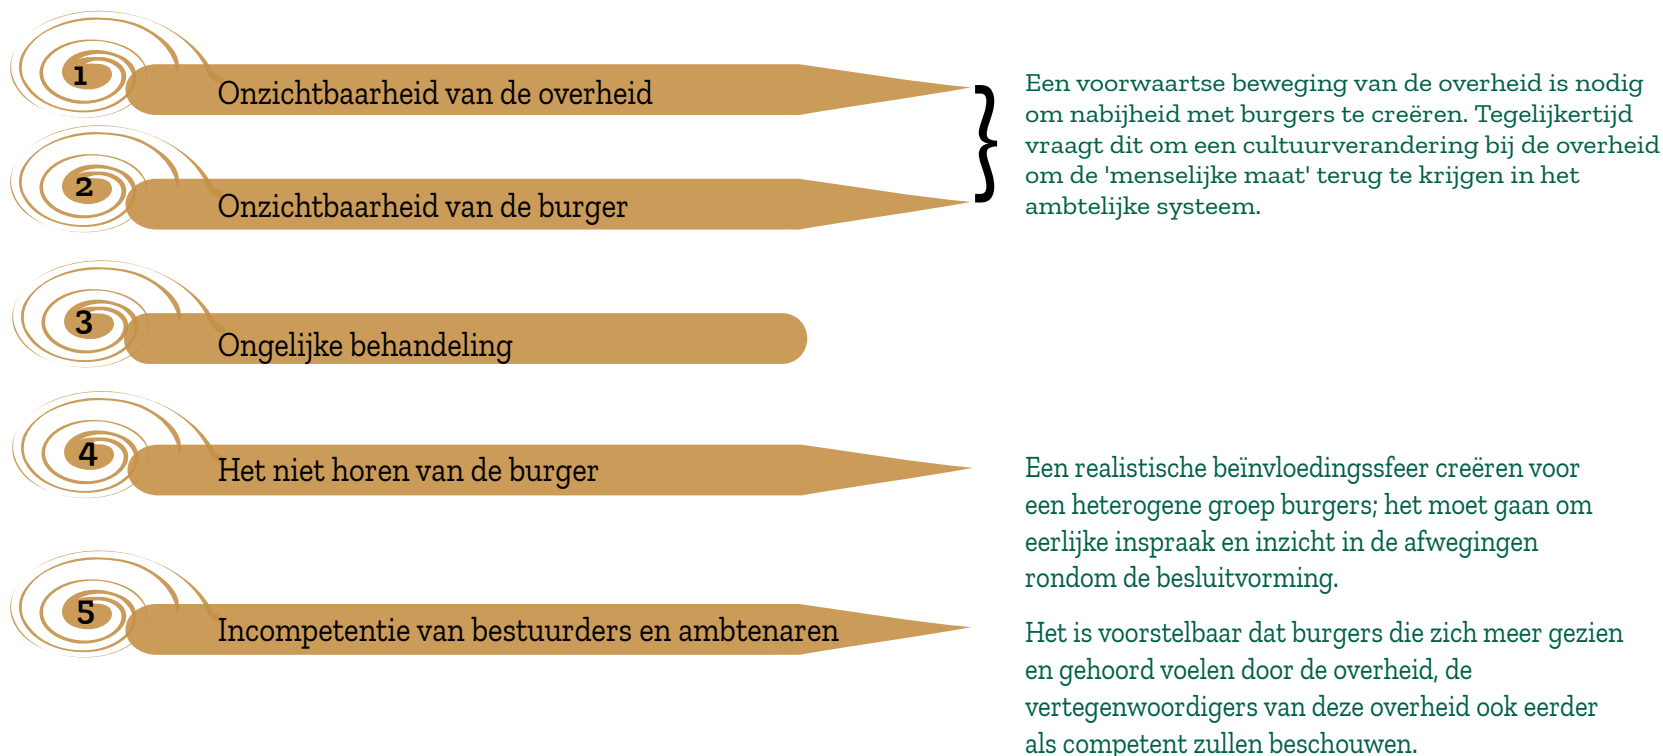 1
Onzichtbaarheid van de overheid
2
Onzichtbaarheid van de burger
}
Een voorwaartse beweging van de overheid is nodig
om nabijheid met burgers te creëren. Tegelijkertijd
vraagt dit om een cultuurverandering bij de overheid
om de 'menselijke maat' terug te krijgen in het
ambtelijke systeem.
3
Ongelijke behandeling
4
Het niet horen van de burger
Een realistische beïnvloedingssfeer creëren voor
een heterogene groep burgers; het moet gaan om
eerlijke inspraak en inzicht in de afwegingen
rondom de besluitvorming.
5
Incompetentie van bestuurders en ambtenaren
Het is voorstelbaar dat burgers die zich meer gezien
en gehoord voelen door de overheid, de
vertegenwoordigers van deze overheid ook eerder
als competent zullen beschouwen.